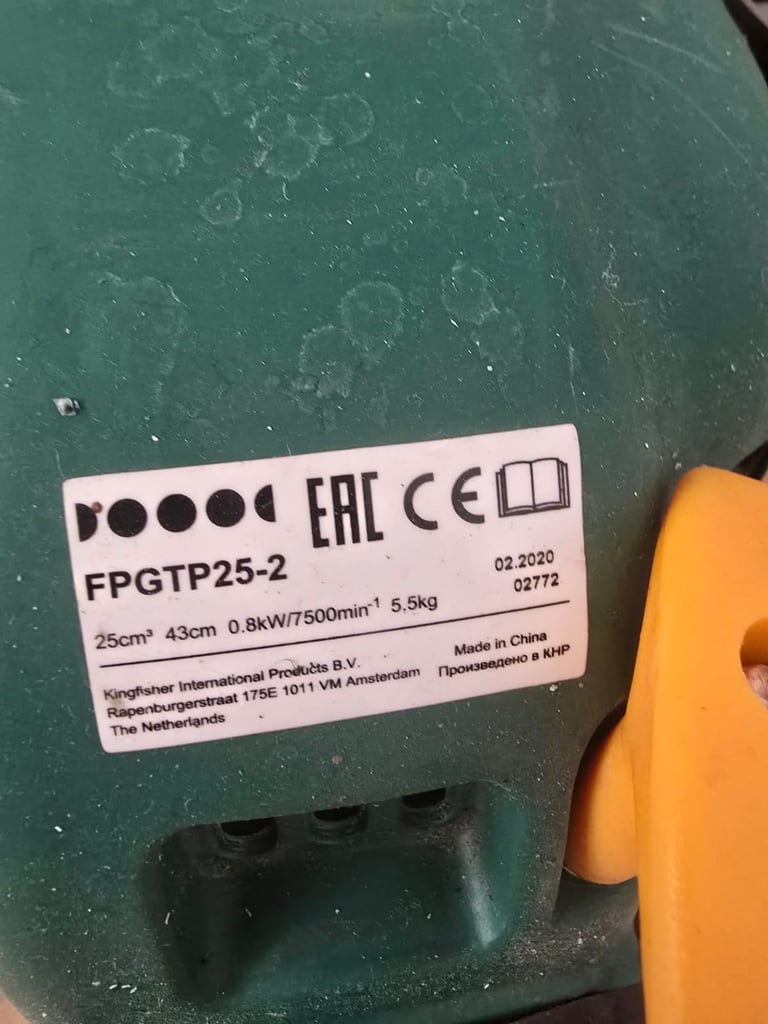 EAC CE
FPGTP25-2
02.2020
02772
25cm³ 43cm 0.8kW/7500min⁻¹ 5,5kg
Kingfisher International Products B.V.
Rapenburgerstraat 175E 1011 VM Amsterdam
The Netherlands
Made in China
Произведено в КНР